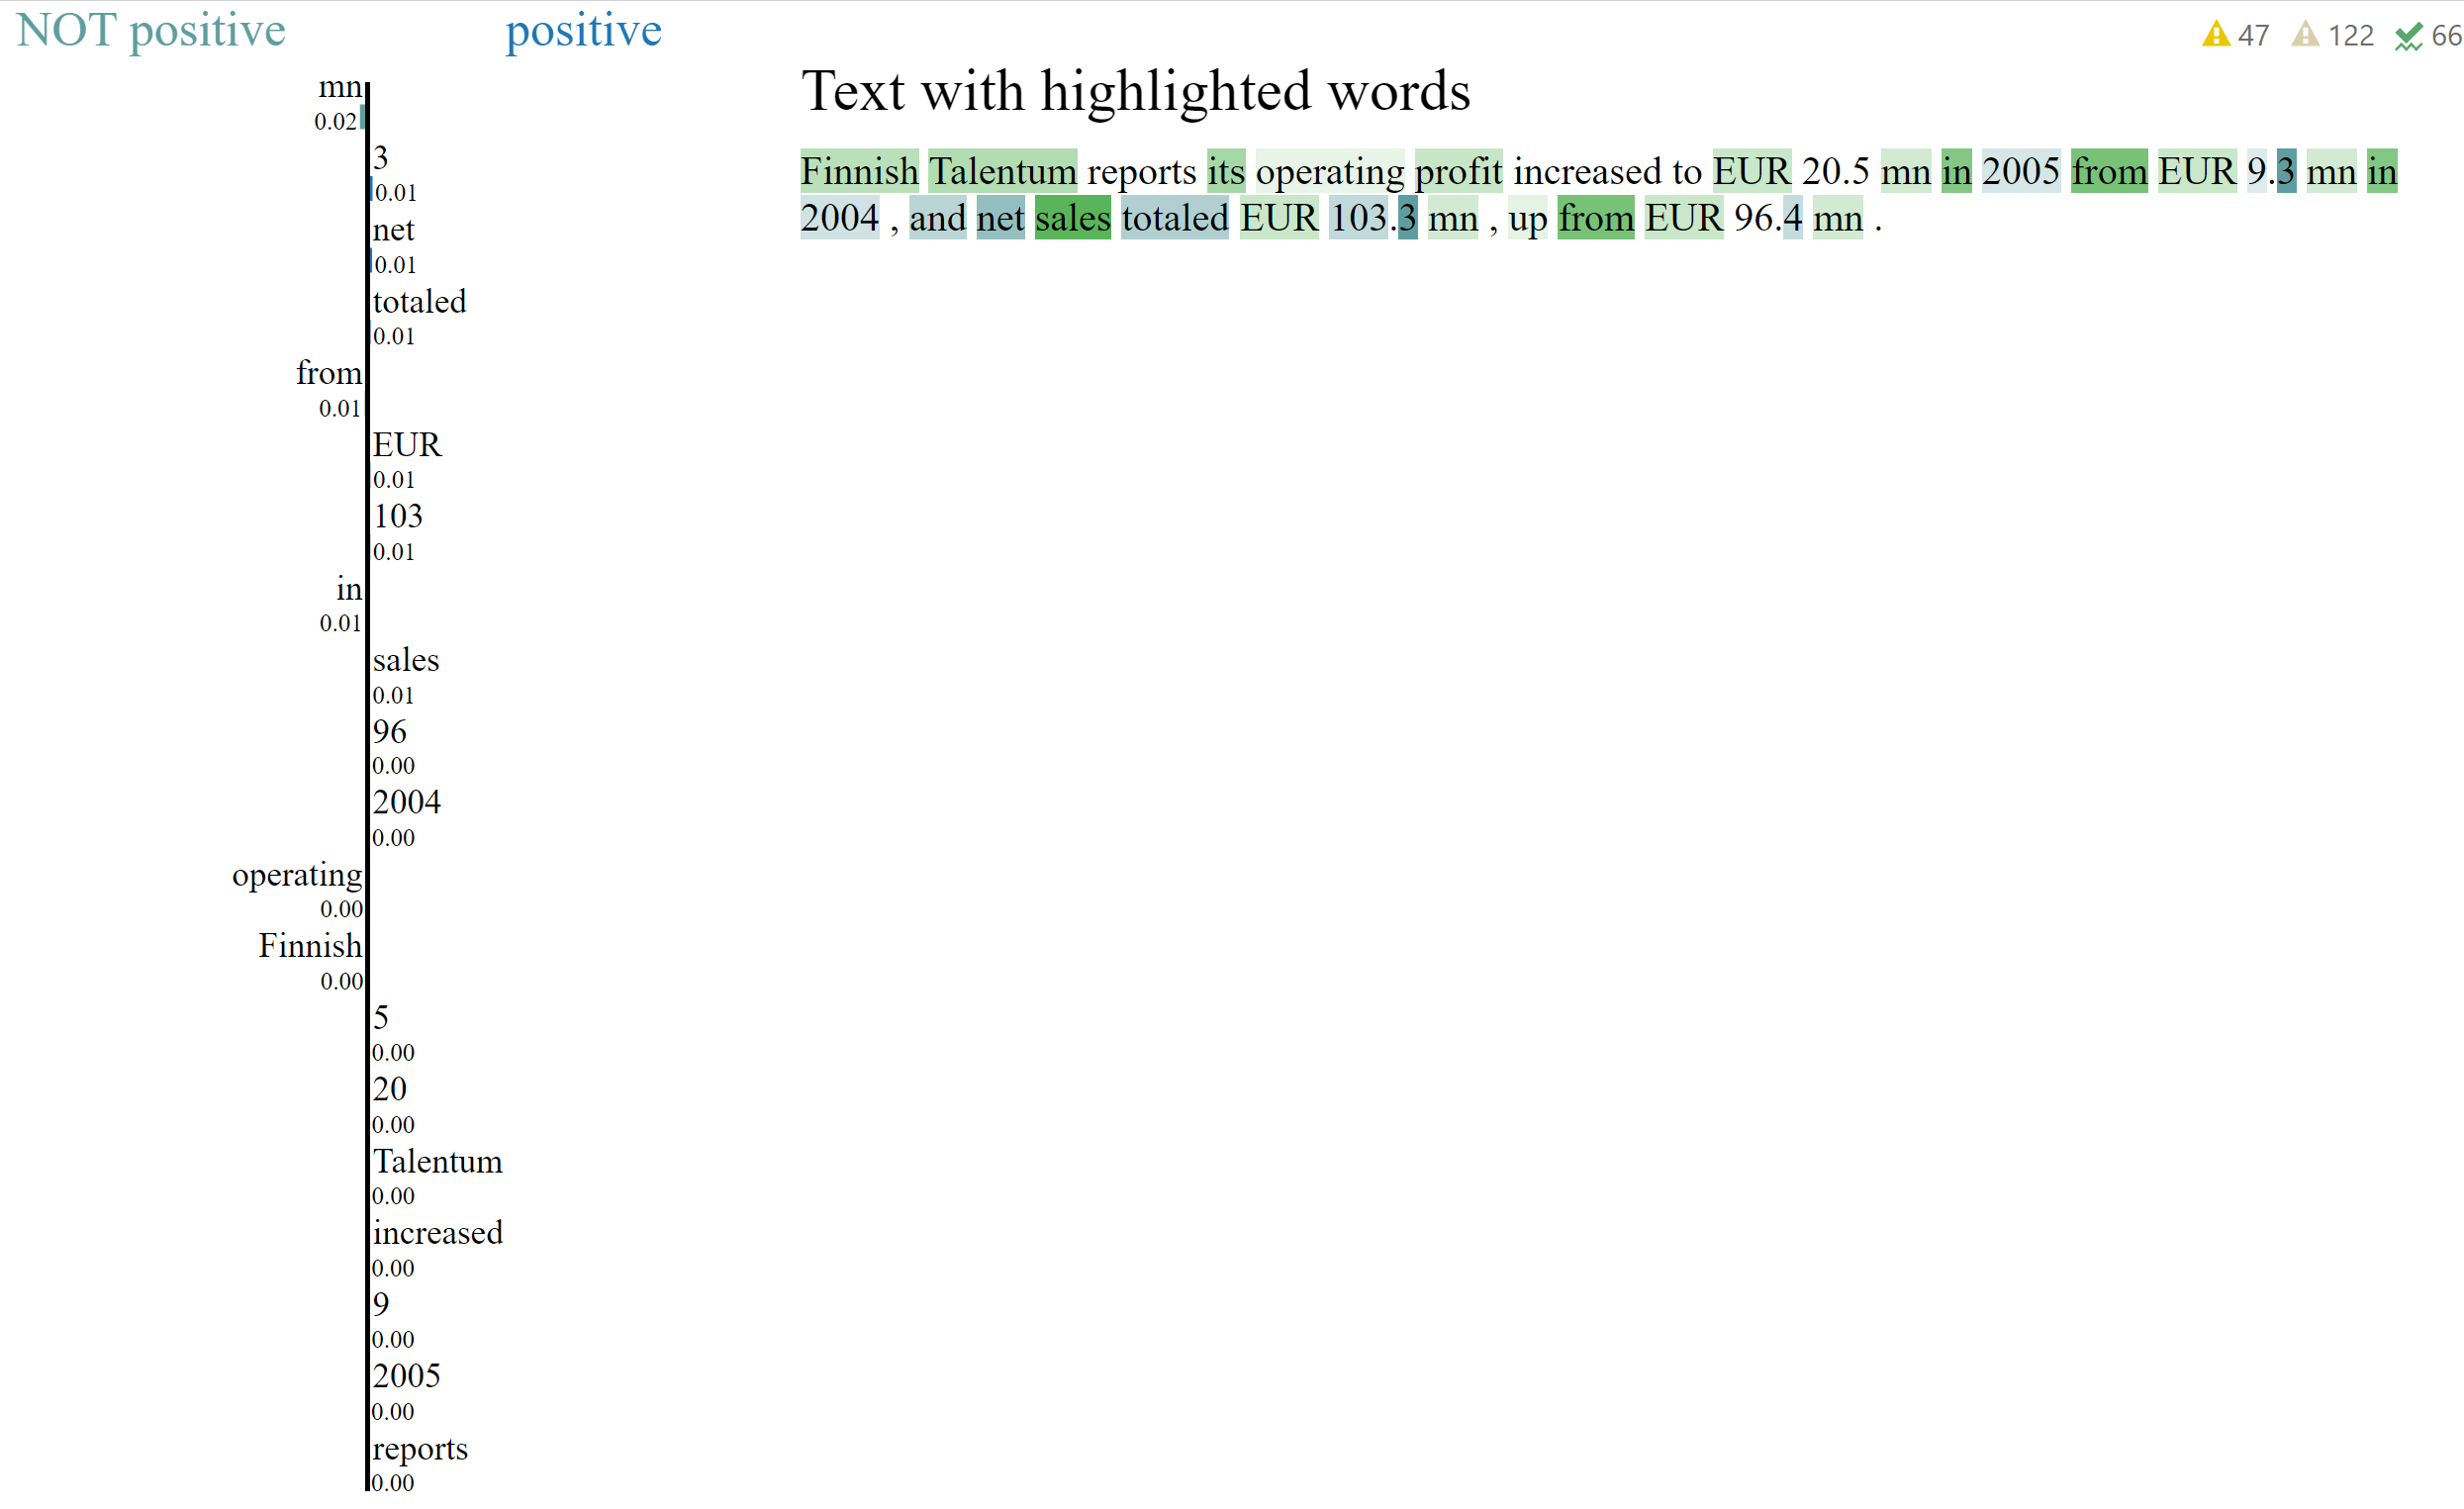 NOT positive positive
47 122 66
mn
0.02
3
0.01
net
0.01
totaled
0.01
from
0.01
EUR
0.01
103
0.01
in
0.01
sales
0.01
96
0.00
2004
0.00
operating
0.00
Finnish
0.00
5
0.00
20
0.00
Talentum
0.00
increased
0.00
9
0.00
2005
0.00
reports
0.00
Text with highlighted words
Finnish Talentum reports its operating profit increased to EUR 20.5 mn in 2005 from EUR 9.3 mn in
2004 , and net sales totaled EUR 103.3 mn , up from EUR 96.4 mn .